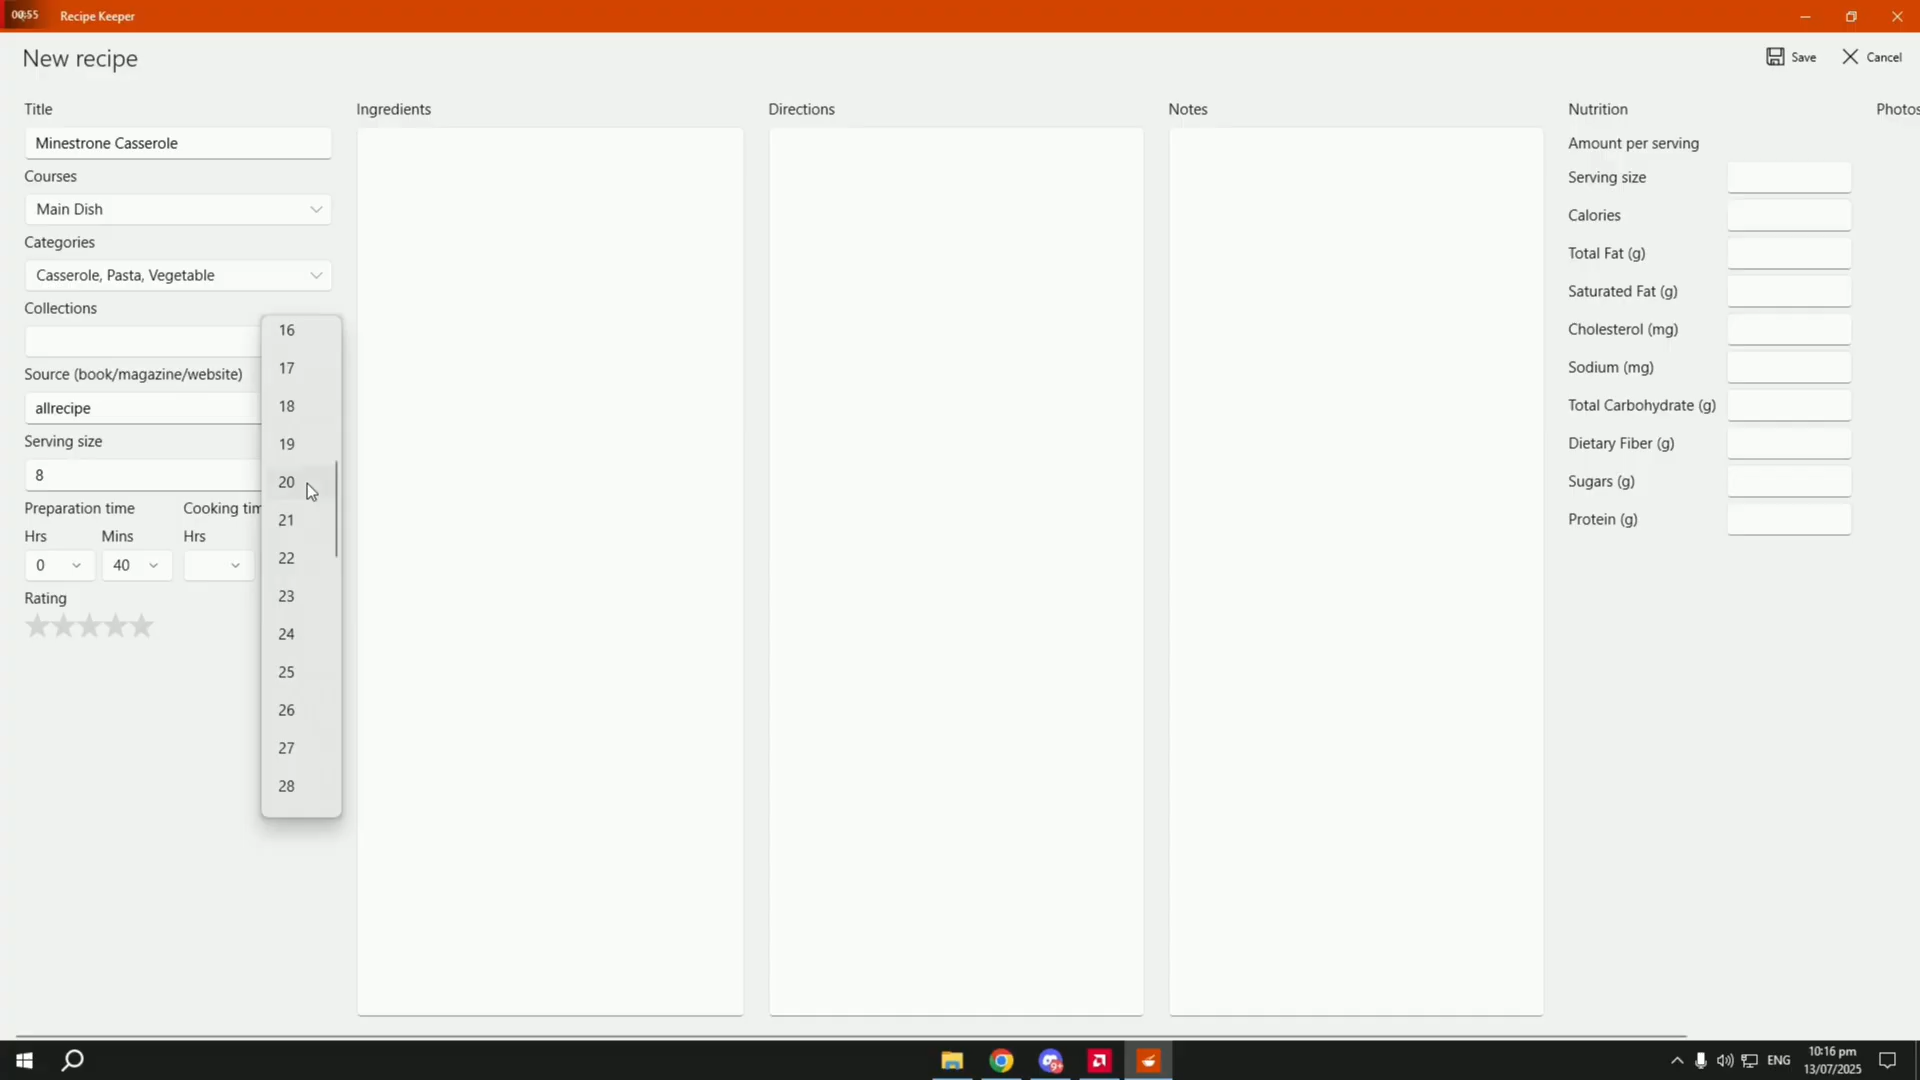 00:55
Recipe Keeper
New recipe
Save
Cancel
Title
Minestrone Casserole
Courses
Main Dish
Categories
Casserole, Pasta, Vegetable
Collections
Source (book/magazine/website)
allrecipe
Serving size
8
Preparation time
Cooking tim
Hrs
Mins
Hrs
0
40
Rating
16
17
18
19
20
21
22
23
24
25
26
27
28
Ingredients
Directions
Notes
Nutrition
Amount per serving
Serving size
Calories
Total Fat (g)
Saturated Fat (g)
Cholesterol (mg)
Sodium (mg)
Total Carbohydrate (g)
Dietary Fiber (g)
Sugars (g)
Protein (g)
Photos
9+
ENG
10:16 pm
13/07/2025